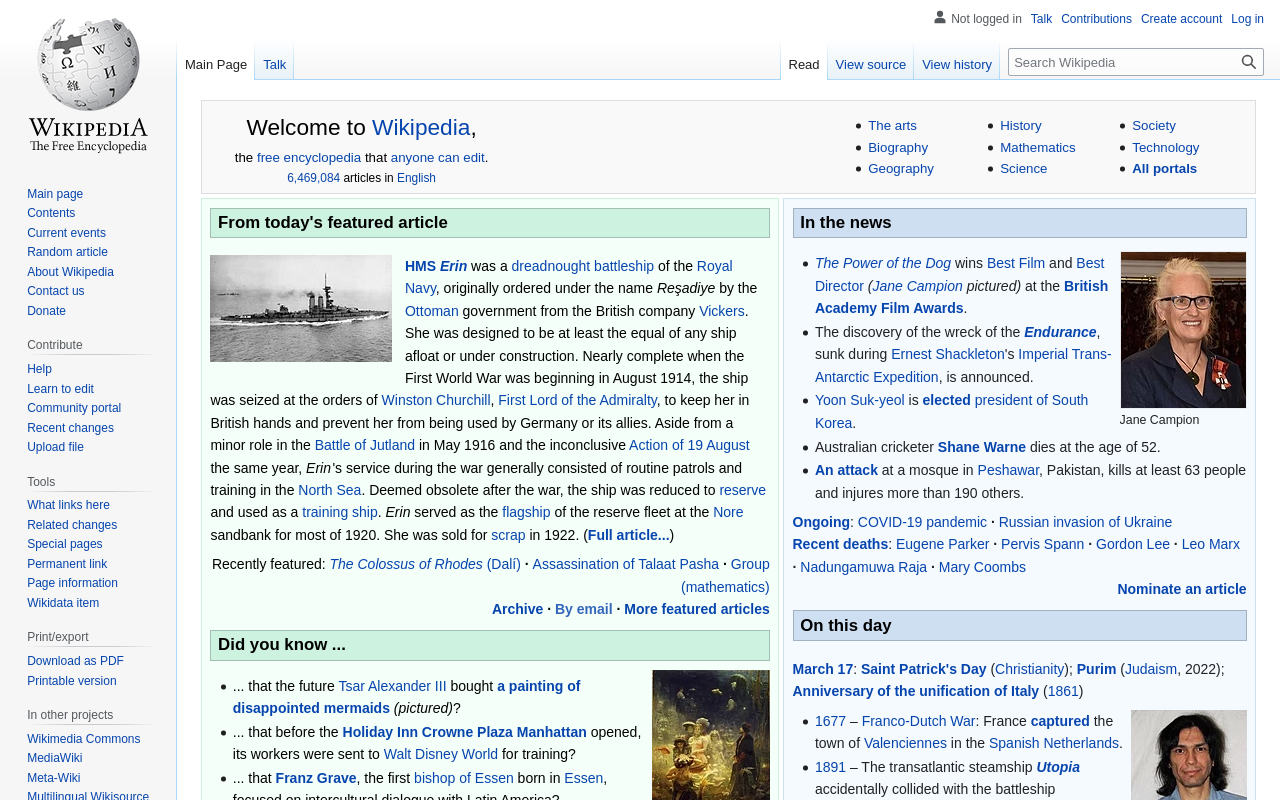 Not logged in Talk Contributions Create account Log in
Main Page Talk Read View source View history Search Wikipedia
Ω W И 維
WIKIPEDIA
The Free Encyclopedia
Main page
Contents
Current events
Random article
About Wikipedia
Contact us
Donate
Contribute
Help
Learn to edit
Community portal
Recent changes
Upload file
Tools
What links here
Related changes
Special pages
Permanent link
Page information
Wikidata item
Print/export
Download as PDF
Printable version
In other projects
Wikimedia Commons
MediaWiki
Meta-Wiki
Multilingual Wikisource
Welcome to Wikipedia,
the free encyclopedia that anyone can edit.
6,469,084 articles in English
The arts
Biography
Geography
History
Mathematics
Science
Society
Technology
All portals
From today's featured article
HMS Erin was a dreadnought battleship of the Royal
Navy, originally ordered under the name Reşadiye by the
Ottoman government from the British company Vickers.
She was designed to be at least the equal of any ship
afloat or under construction. Nearly complete when the
First World War was beginning in August 1914, the ship
was seized at the orders of Winston Churchill, First Lord of the Admiralty, to keep her in
British hands and prevent her from being used by Germany or its allies. Aside from a
minor role in the Battle of Jutland in May 1916 and the inconclusive Action of 19 August
the same year, Erin's service during the war generally consisted of routine patrols and
training in the North Sea. Deemed obsolete after the war, the ship was reduced to reserve
and used as a training ship. Erin served as the flagship of the reserve fleet at the Nore
sandbank for most of 1920. She was sold for scrap in 1922. (Full article...)
Recently featured: The Colossus of Rhodes (Dalí) · Assassination of Talaat Pasha · Group
(mathematics)
Archive · By email · More featured articles
Did you know ...
... that the future Tsar Alexander III bought a painting of
disappointed mermaids (pictured)?
... that before the Holiday Inn Crowne Plaza Manhattan opened,
its workers were sent to Walt Disney World for training?
... that Franz Grave, the first bishop of Essen born in Essen,
focused on intercultural dialogue with Latin America?
In the news
The Power of the Dog wins Best Film and Best
Director (Jane Campion pictured) at the British
Academy Film Awards.
The discovery of the wreck of the Endurance,
sunk during Ernest Shackleton's Imperial Trans-
Antarctic Expedition, is announced.
Yoon Suk-yeol is elected president of South
Korea.
Jane Campion
Australian cricketer Shane Warne dies at the age of 52.
An attack at a mosque in Peshawar, Pakistan, kills at least 63 people
and injures more than 190 others.
Ongoing: COVID-19 pandemic · Russian invasion of Ukraine
Recent deaths: Eugene Parker · Pervis Spann · Gordon Lee · Leo Marx
· Nadungamuwa Raja · Mary Coombs
Nominate an article
On this day
March 17: Saint Patrick's Day (Christianity); Purim (Judaism, 2022);
Anniversary of the unification of Italy (1861)
1677 – Franco-Dutch War: France captured the
town of Valenciennes in the Spanish Netherlands.
1891 – The transatlantic steamship Utopia
accidentally collided with the battleship